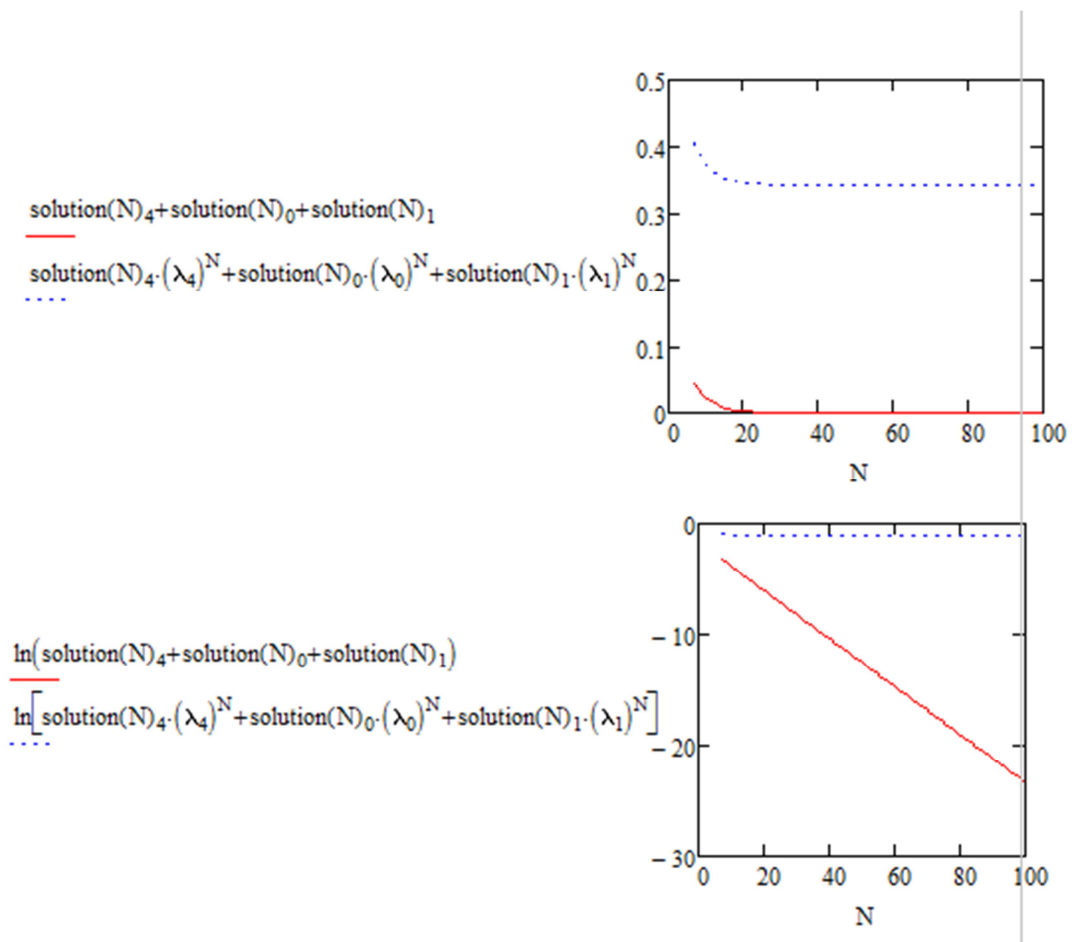 0.5
0.4
0.3
0.2
0.1
0
0 20 40 60 80 100
N
solution(N)₄+solution(N)₀+solution(N)₁
solution(N)₄·(λ₄)ᴺ+solution(N)₀·(λ₀)ᴺ+solution(N)₁·(λ₁)ᴺ
0
−10
−20
−30
0 20 40 60 80 100
N
ln(solution(N)₄+solution(N)₀+solution(N)₁)
ln[solution(N)₄·(λ₄)ᴺ+solution(N)₀·(λ₀)ᴺ+solution(N)₁·(λ₁)ᴺ]